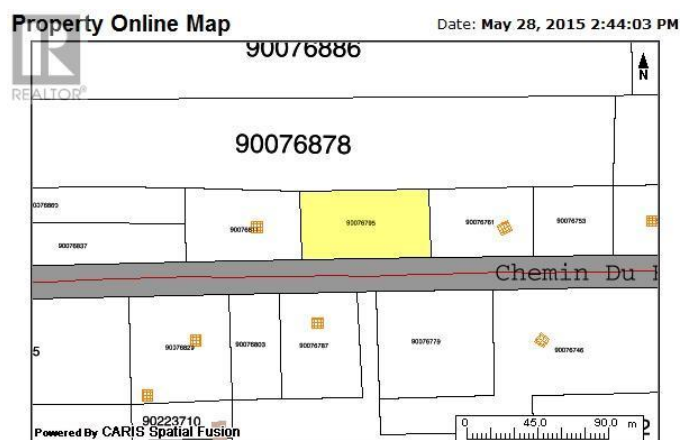 Property Online Map
Date: May 28, 2015 2:44:03 PM
REALTOR®
90076886
N
90076878
90076795
90076761
90076753
90076837
Chemin Du
5
90076803
90076787
90076779
90076746
90223710
Powered By CARIS Spatial Fusion
0 45.0 90.0 m
2